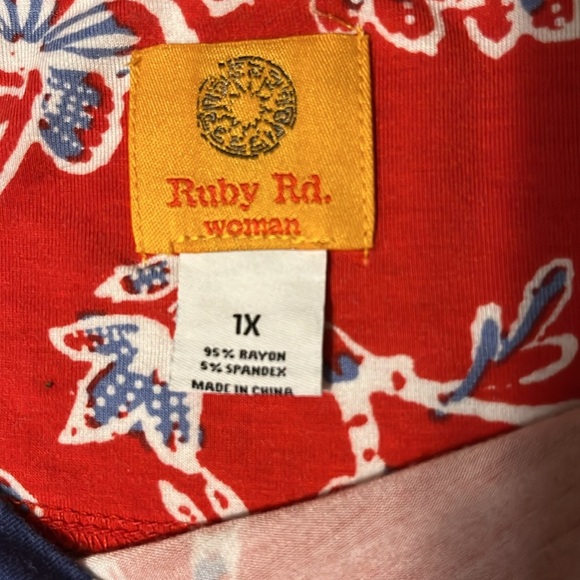 Ruby Rd.
woman
1X
95% RAYON
5% SPANDEX
MADE IN CHINA